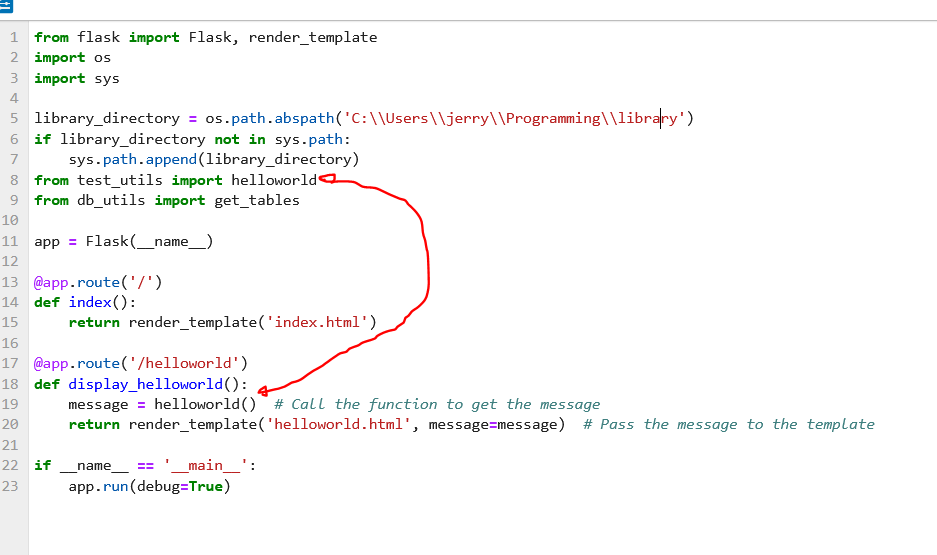 1 from flask import Flask, render_template
2 import os
3 import sys
4
5 library_directory = os.path.abspath('C:\\Users\\jerry\\Programming\\library')
6 if library_directory not in sys.path:
7     sys.path.append(library_directory)
8 from test_utils import helloworld
9 from db_utils import get_tables
10
11 app = Flask(__name__)
12
13 @app.route('/')
14 def index():
15     return render_template('index.html')
16
17 @app.route('/helloworld')
18 def display_helloworld():
19     message = helloworld()  # Call the function to get the message
20     return render_template('helloworld.html', message=message)  # Pass the message to the template
21
22 if __name__ == '__main__':
23     app.run(debug=True)